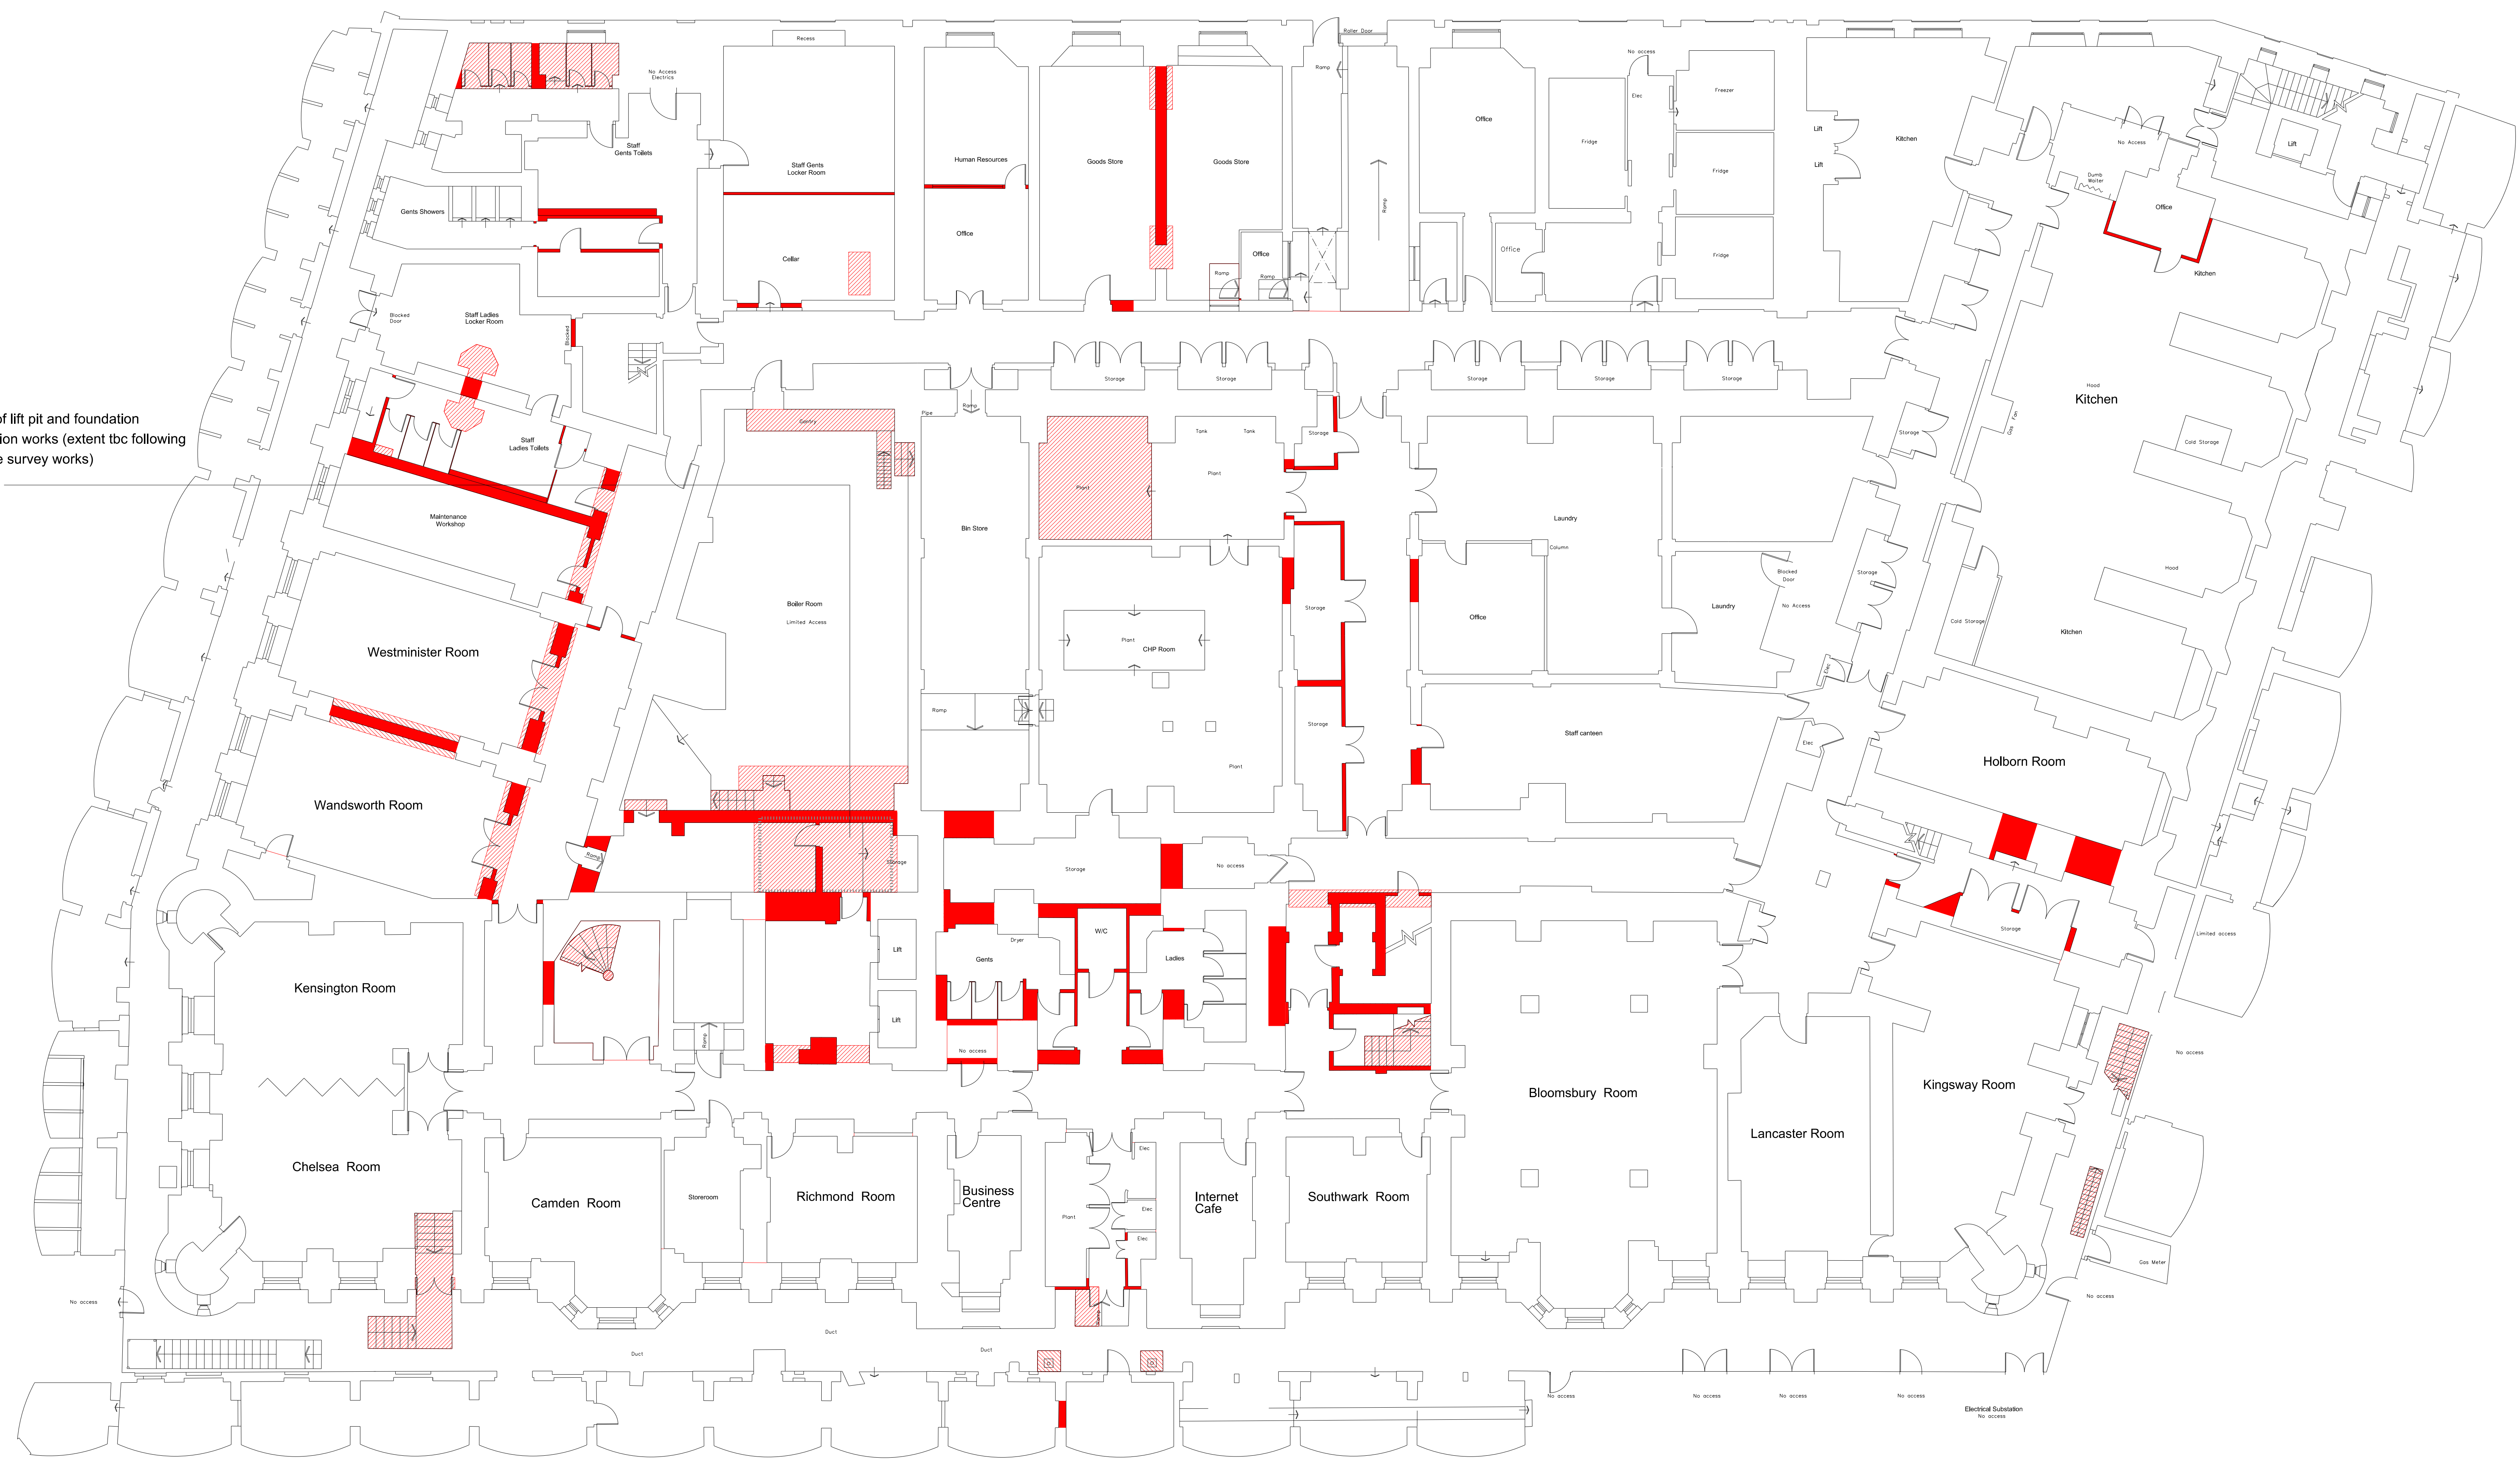 Recess
Roller Door
No Access
Electrics
No access
Ramp
Elec
Freezer
Office
Fridge
Lift
Kitchen
No Access
Lift
Staff
Gents Toilets
Staff Gents
Locker Room
Human Resources
Goods Store
Goods Store
Lift
Dumb
Waiter
Fridge
Ramp
Office
Gents Showers
Office
Office
Office
Cellar
Fridge
Ramp
Ramp
Kitchen
Blocked
Door
Staff Ladies
Locker Room
Blocked
Storage
Storage
Storage
Storage
Storage
Hood
Kitchen
Gas Fan
of lift pit and foundation
ion works (extent tbc following
e survey works)
Pipe
Ramp
Gantry
Tank
Tank
Storage
Storage
Cold Storage
Staff
Ladies Toilets
Plant
Plant
Maintenance
Workshop
Bin Store
Laundry
Column
Blocked
Door
Storage
Hood
Boiler Room
Limited Access
Storage
Office
Laundry
No Access
Cold Storage
Kitchen
Westminister Room
Plant
CHP Room
Elec
Ramp
Storage
Staff canteen
Elec
Plant
Holborn Room
Wandsworth Room
Ramp
Storage
Storage
No access
Storage
Limited access
W/C
Dryer
Lift
Gents
Ladies
Kensington Room
Lift
Ramp
No access
No access
Bloomsbury Room
Kingsway Room
Lancaster Room
Chelsea Room
Elec
Camden Room
Storeroom
Richmond Room
Business
Centre
Plant
Elec
Internet
Cafe
Southwark Room
Elec
Gas Meter
No access
No access
Ramp
Duct
Duct
Duct
No access
No access
No access
No access
Electrical Substation
No access